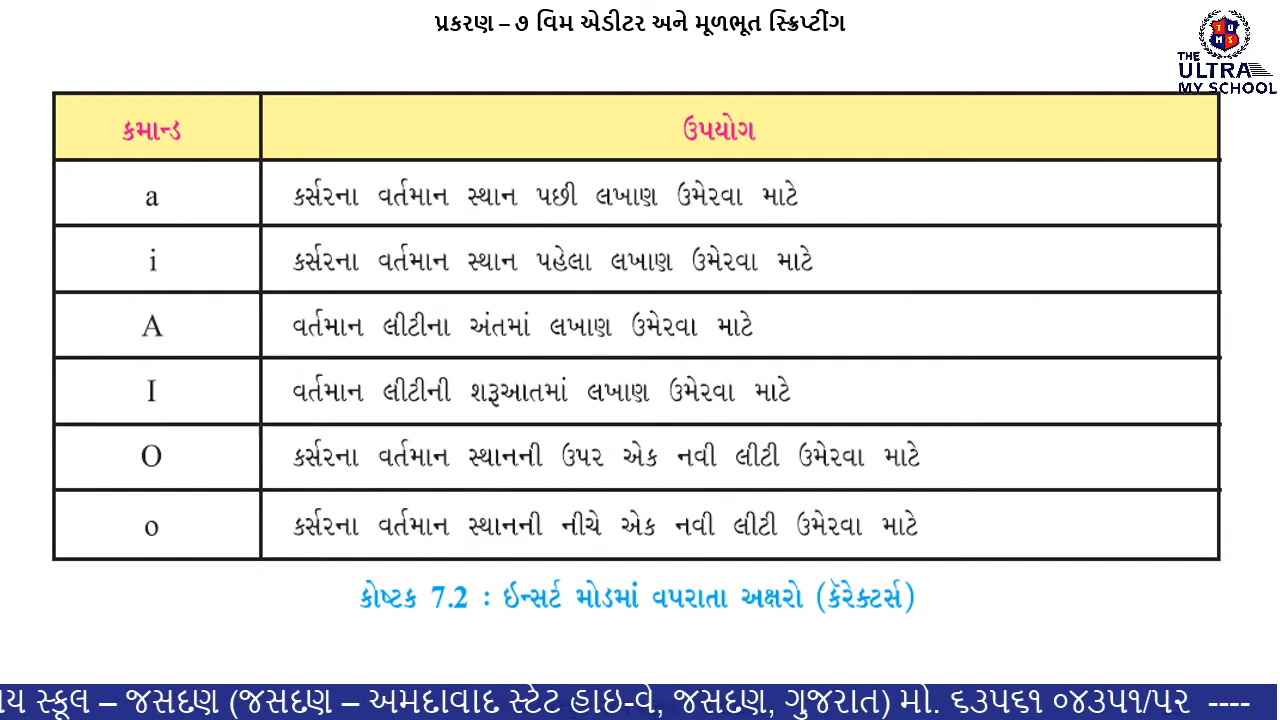 પ્રકરણ – ૭ વિમ એડીટર અને મૂળભૂત સ્ક્રિપ્ટીંગ
TUMS
THE
ULTRA
MY SCHOOL
કમાન્ડ ઉપયોગ
a કર્સરના વર્તમાન સ્થાન પછી લખાણ ઉમેરવા માટે
i કર્સરના વર્તમાન સ્થાન પહેલા લખાણ ઉમેરવા માટે
A વર્તમાન લીટીના અંતમાં લખાણ ઉમેરવા માટે
I વર્તમાન લીટીની શરૂઆતમાં લખાણ ઉમેરવા માટે
O કર્સરના વર્તમાન સ્થાનની ઉપર એક નવી લીટી ઉમેરવા માટે
o કર્સરના વર્તમાન સ્થાનની નીચે એક નવી લીટી ઉમેરવા માટે
કોષ્ટક 7.2 : ઇન્સર્ટ મોડમાં વપરાતા અક્ષરો (કૅરેક્ટર્સ)
સ્કૂલ – જસદણ (જસદણ – અમદાવાદ સ્ટેટ હાઇ-વે, જસદણ, ગુજરાત) મો. ૬૩૫૬૧ ૦૪૩૫૧/૫૨ ----